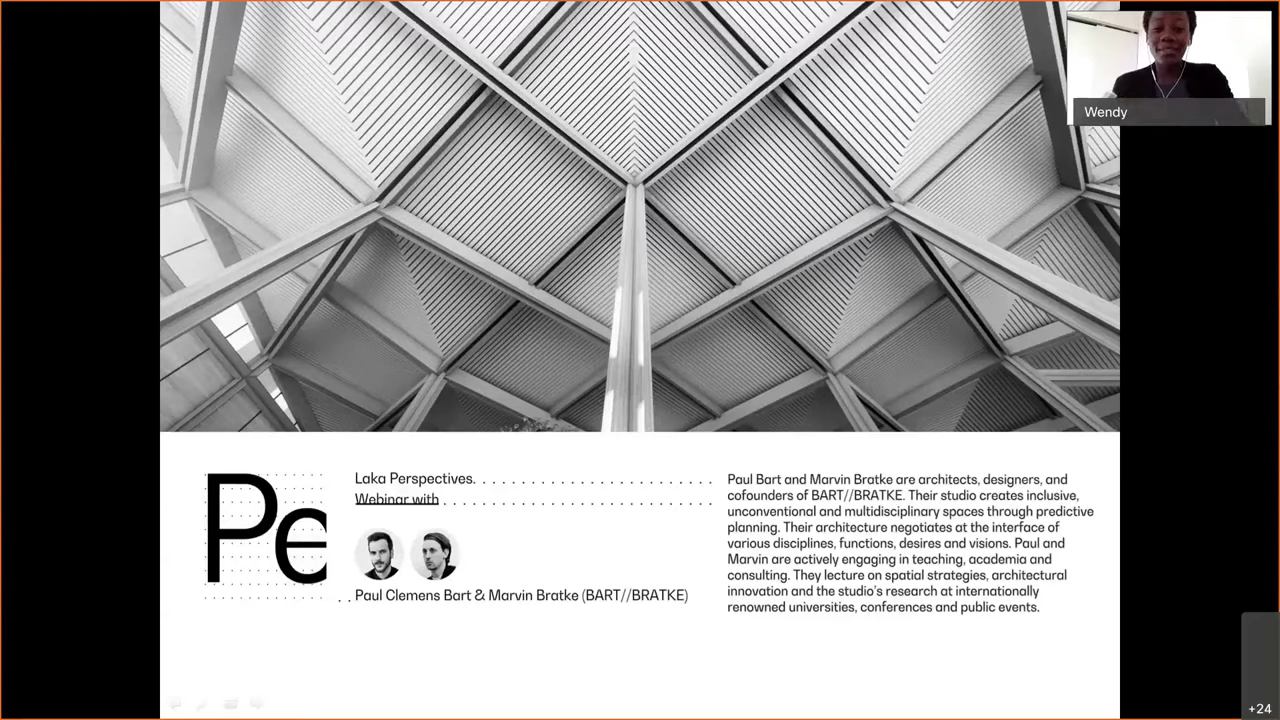 Wendy
Pe
Laka Perspectives.
Webinar with
Paul Clemens Bart & Marvin Bratke (BART//BRATKE)
Paul Bart and Marvin Bratke are architects, designers, and
cofounders of BART//BRATKE. Their studio creates inclusive,
unconventional and multidisciplinary spaces through predictive
planning. Their architecture negotiates at the interface of
various disciplines, functions, desires and visions. Paul and
Marvin are actively engaging in teaching, academia and
consulting. They lecture on spatial strategies, architectural
innovation and the studio's research at internationally
renowned universities, conferences and public events.
+24